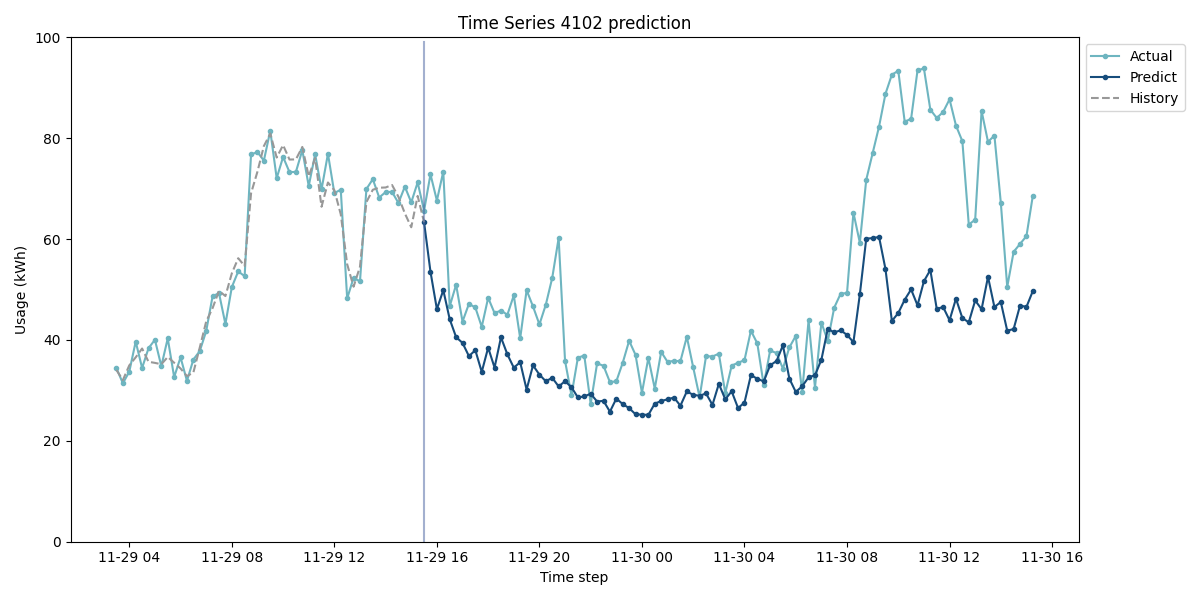 Time Series 4102 prediction
100
80
60
40
20
0
Usage (kWh)
11-29 04
11-29 08
11-29 12
11-29 16
11-29 20
11-30 00
11-30 04
11-30 08
11-30 12
11-30 16
Time step
Actual
Predict
History